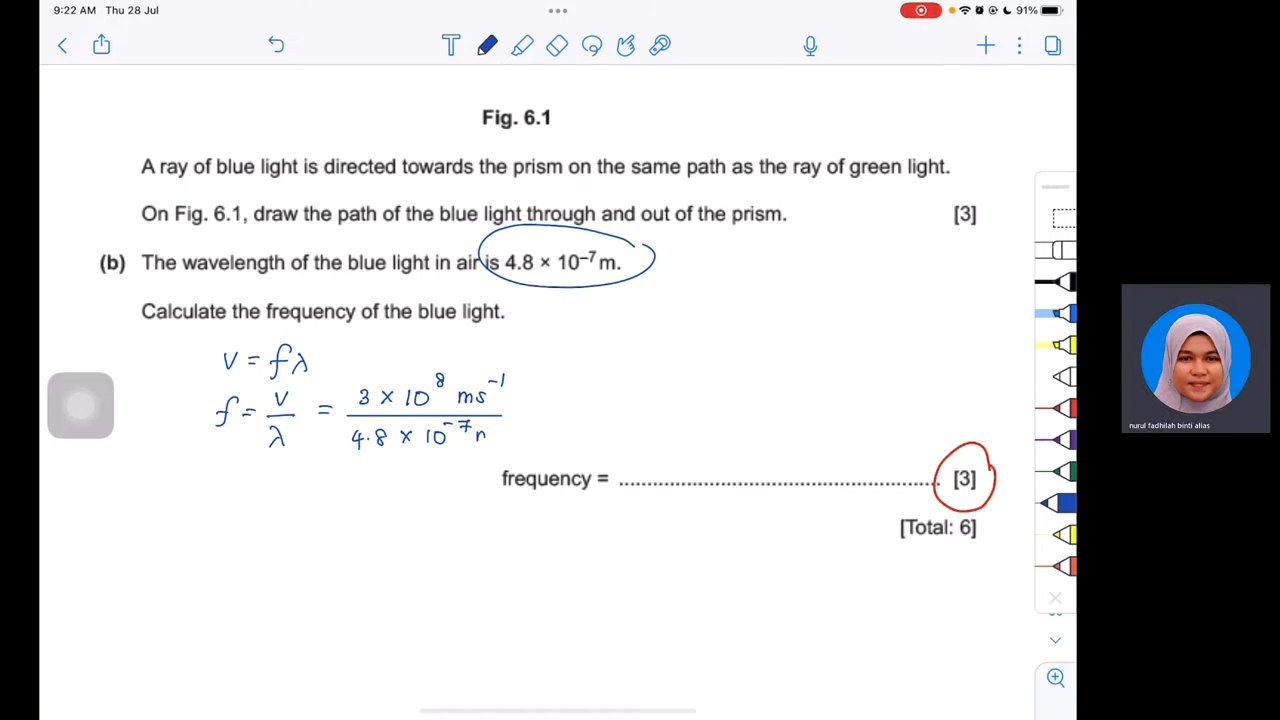 9:22 AM Thu 28 Jul
91%
Fig. 6.1
A ray of blue light is directed towards the prism on the same path as the ray of green light.
On Fig. 6.1, draw the path of the blue light through and out of the prism. [3]
(b) The wavelength of the blue light in air is 4.8 × 10⁻⁷ m.
Calculate the frequency of the blue light.
v = fλ
f = v/λ = 3 × 10⁸ ms⁻¹ / 4.8 × 10⁻⁷ n
frequency = ........................................................ [3]
[Total: 6]
nurul fadhilah binti alias